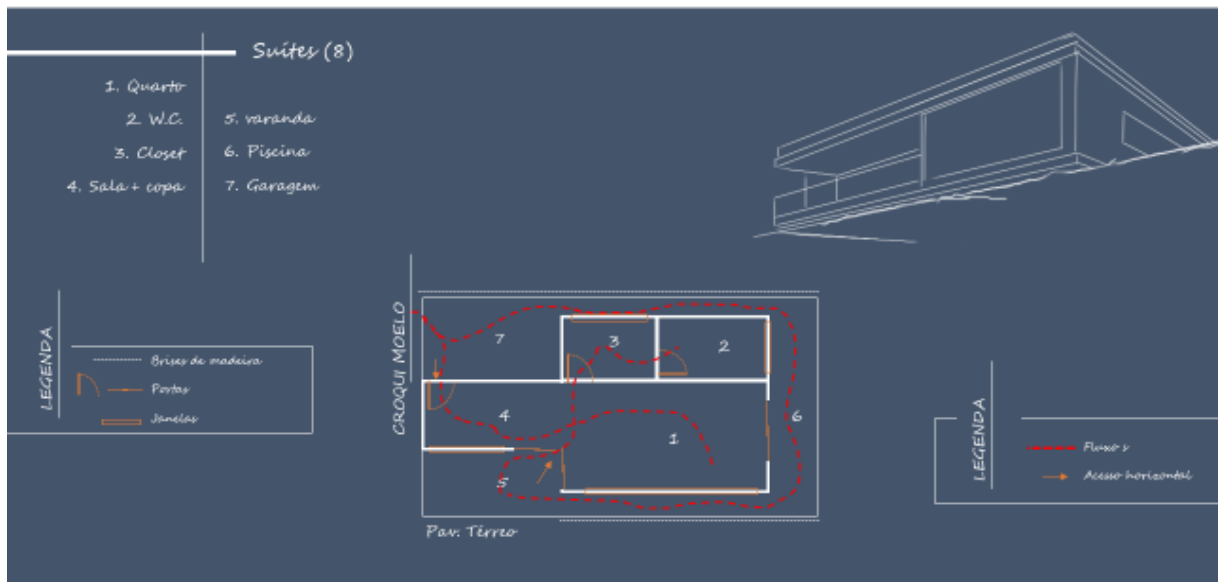 Suítes (8)
1. Quarto
2. W.C.
3. Closet
4. Sala + copa
5. varanda
6. Piscina
7. Garagem
LEGENDA
Brises de madeira
Portas
Janelas
CROQUI MOELO
7
3
2
4
1
6
5
Pav. Térreo
LEGENDA
Fluxo s
Acesso horizontal